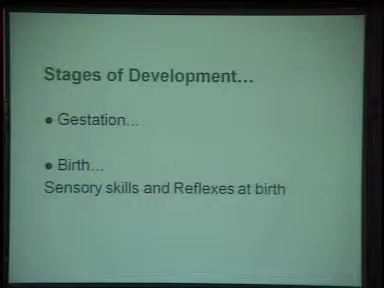 Stages of Development...
● Gestation...
● Birth...
Sensory skills and Reflexes at birth